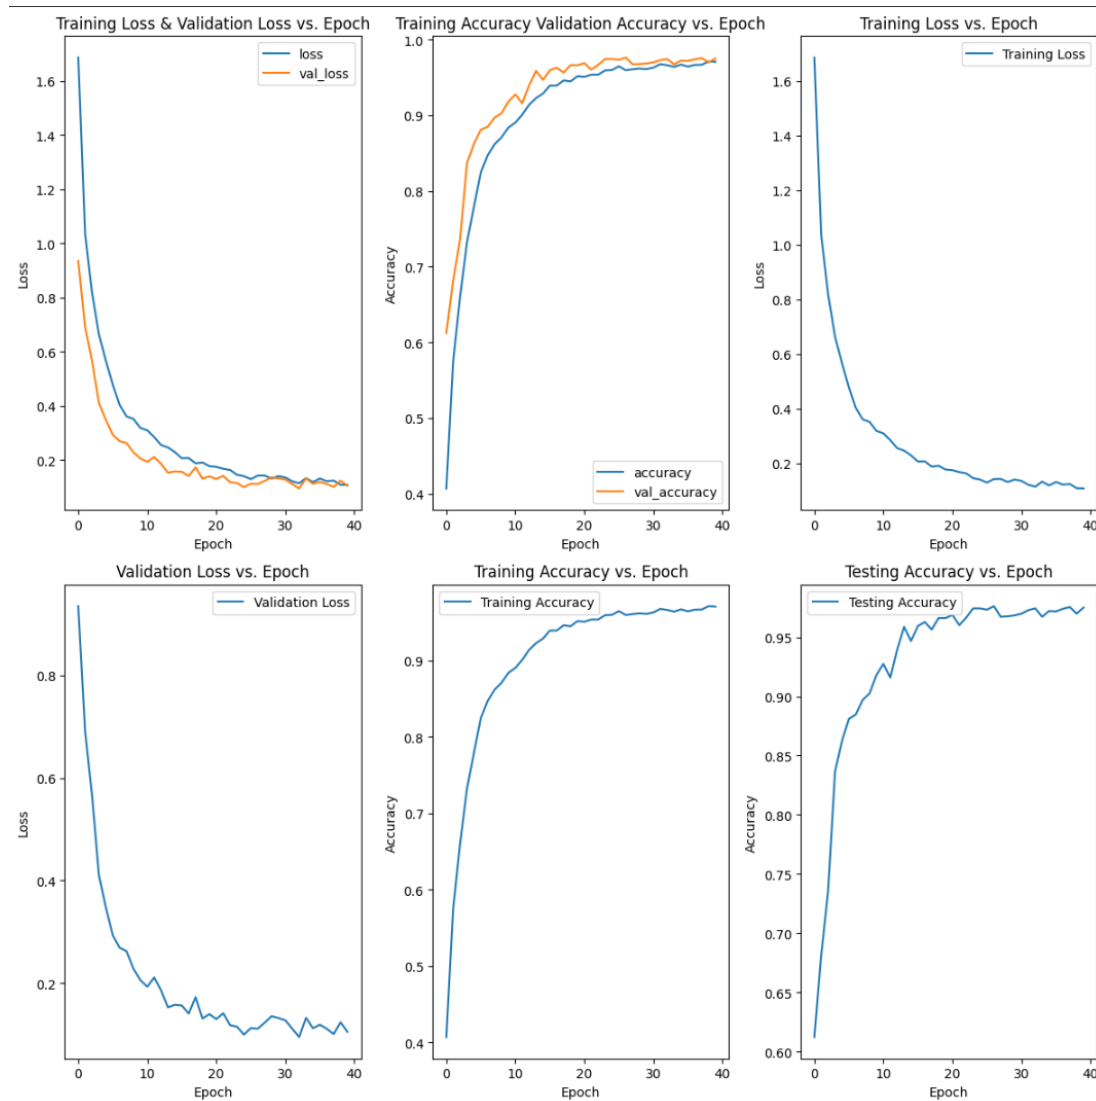 Training Loss & Validation Loss vs. Epoch
loss
val_loss
1.6
1.4
1.2
1.0
0.8
0.6
0.4
0.2
Loss
0 10 20 30 40
Epoch
Training Accuracy Validation Accuracy vs. Epoch
1.0
0.9
0.8
0.7
0.6
0.5
0.4
Accuracy
accuracy
val_accuracy
0 10 20 30 40
Epoch
Training Loss vs. Epoch
Training Loss
1.6
1.4
1.2
1.0
0.8
0.6
0.4
0.2
Loss
0 10 20 30 40
Epoch
Validation Loss vs. Epoch
Validation Loss
0.8
0.6
0.4
0.2
Loss
0 10 20 30 40
Epoch
Training Accuracy vs. Epoch
Training Accuracy
0.9
0.8
0.7
0.6
0.5
0.4
Accuracy
0 10 20 30 40
Epoch
Testing Accuracy vs. Epoch
Testing Accuracy
0.95
0.90
0.85
0.80
0.75
0.70
0.65
0.60
Accuracy
0 10 20 30 40
Epoch